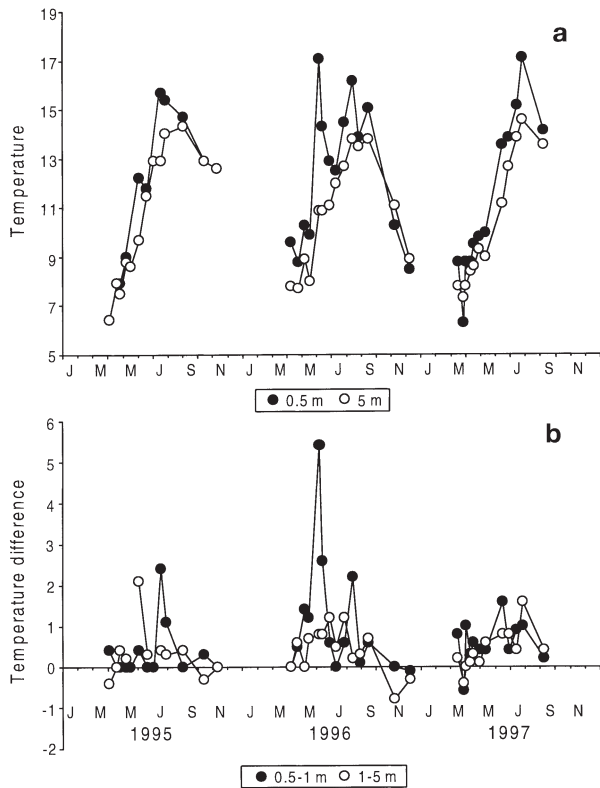 a
19
17
15
13
11
9
7
5
Temperature
J M M J S N J M M J S N J M M J S N
0.5 m 5 m
b
6
5
4
3
2
1
0
-1
-2
Temperature difference
J M M J S N J M M J S N J M M J S N
1995 1996 1997
0.5-1 m 1-5 m